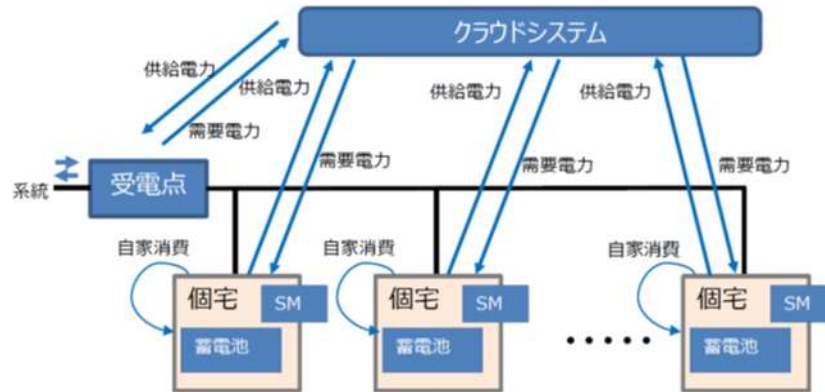 クラウドシステム
供給電力
供給電力
供給電力
供給電力
需要電力
需要電力
需要電力
需要電力
系統
受電点
自家消費
自家消費
自家消費
個宅
SM
個宅
SM
個宅
SM
蓄電池
蓄電池
蓄電池